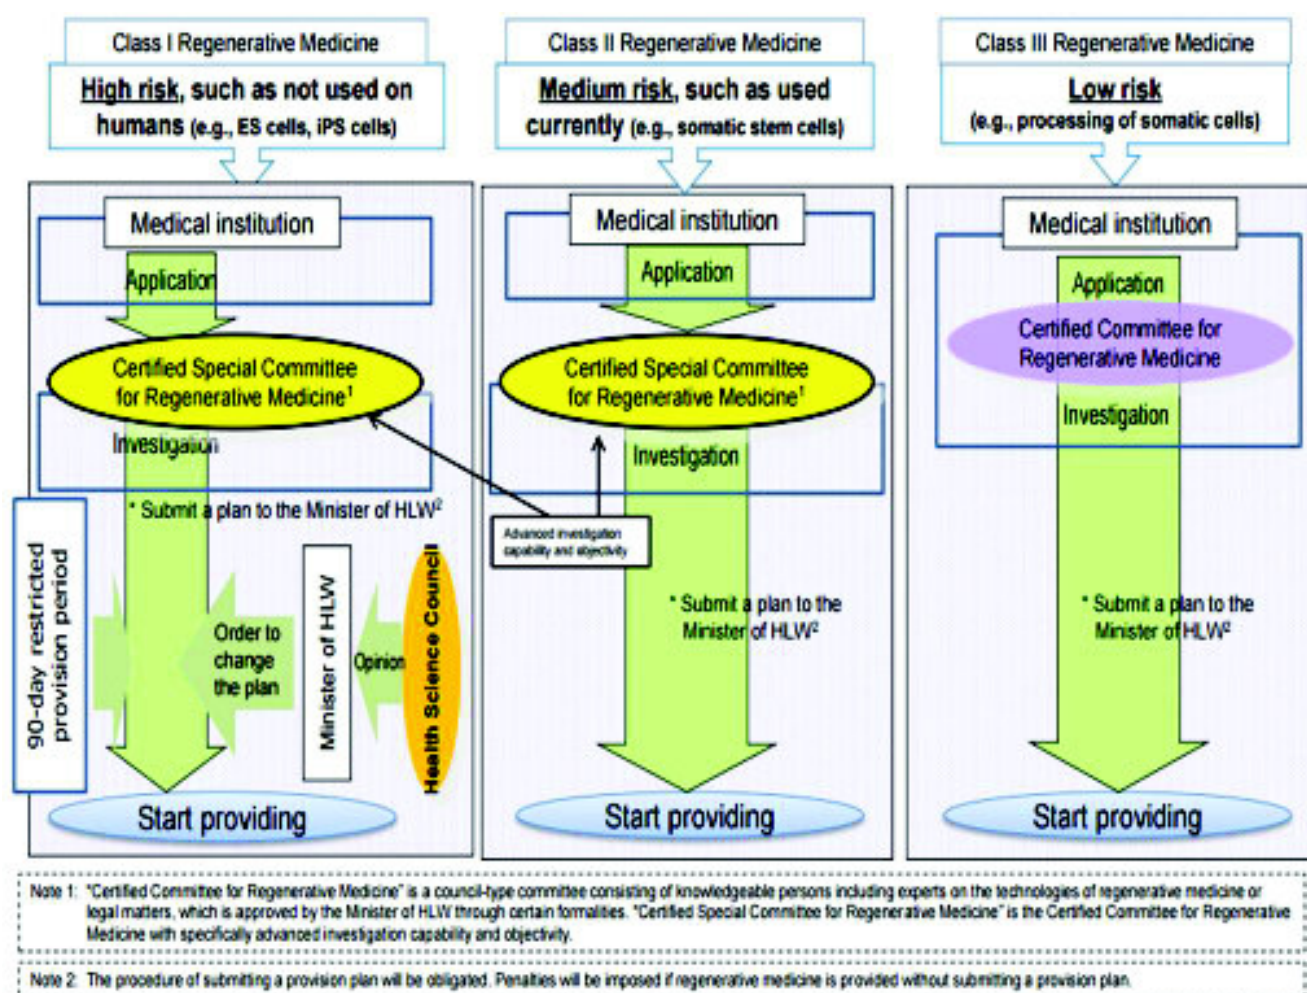 Class I Regenerative Medicine
High risk, such as not used on
humans (e.g., ES cells, iPS cells)
Medical institution
Application
Certified Special Committee
for Regenerative Medicine1
Investigation
* Submit a plan to the Minister of HLW2
90-day restricted
provision period
Order to
change
the plan
Minister of HLW
Opinion
Health Science Council
Start providing
Class II Regenerative Medicine
Medium risk, such as used
currently (e.g., somatic stem cells)
Medical institution
Application
Certified Special Committee
for Regenerative Medicine1
Investigation
Advanced investigation
capability and objectivity
* Submit a plan to the
Minister of HLW2
Start providing
Class III Regenerative Medicine
Low risk
(e.g., processing of somatic cells)
Medical institution
Application
Certified Committee for
Regenerative Medicine
Investigation
* Submit a plan to the
Minister of HLW2
Start providing
Note 1: "Certified Committee for Regenerative Medicine" is a council-type committee consisting of knowledgeable persons including experts on the technologies of regenerative medicine or
legal matters, which is approved by the Minister of HLW through certain formalities. "Certified Special Committee for Regenerative Medicine" is the Certified Committee for Regenerative
Medicine with specifically advanced investigation capability and objectivity.
Note 2: The procedure of submitting a provision plan will be obligated. Penalties will be imposed if regenerative medicine is provided without submitting a provision plan.